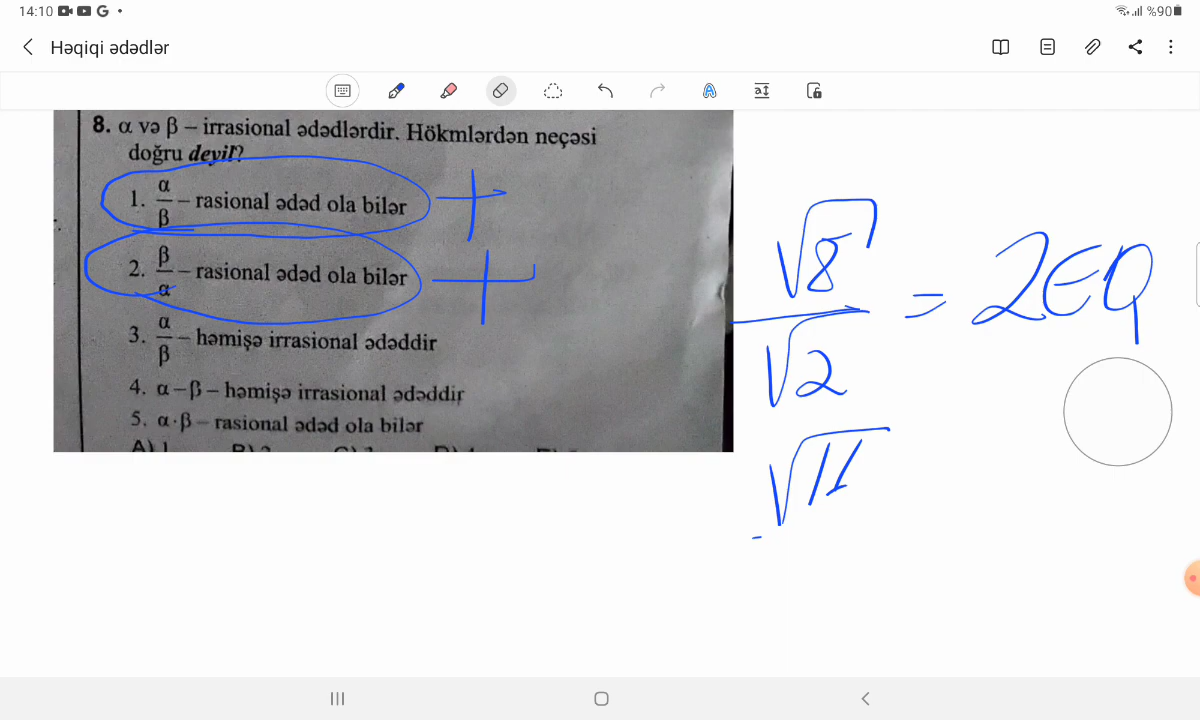 14:10 G %90
Həqiqi ədədlər
8. α və β – irrasional ədədlərdir. Hökmlərdən neçəsi
doğru deyil?
1. α/β – rasional ədəd ola bilər +
2. β/α – rasional ədəd ola bilər +
3. α/β – həmişə irrasional ədəddir
4. α – β – həmişə irrasional ədəddir
5. α · β – rasional ədəd ola bilər
A) 1
√8/√2 = 2 ∈ Q
√11